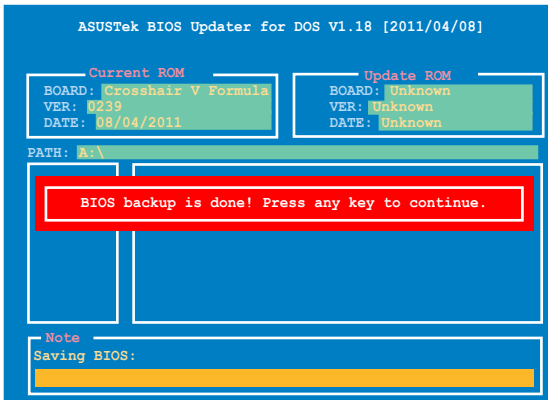 ASUSTek BIOS Updater for DOS V1.18 [2011/04/08]
Current ROM
BOARD: Crosshair V Formula
VER: 0239
DATE: 08/04/2011
Update ROM
BOARD: Unknown
VER: Unknown
DATE: Unknown
PATH: A:\
BIOS backup is done! Press any key to continue.
Note
Saving BIOS: